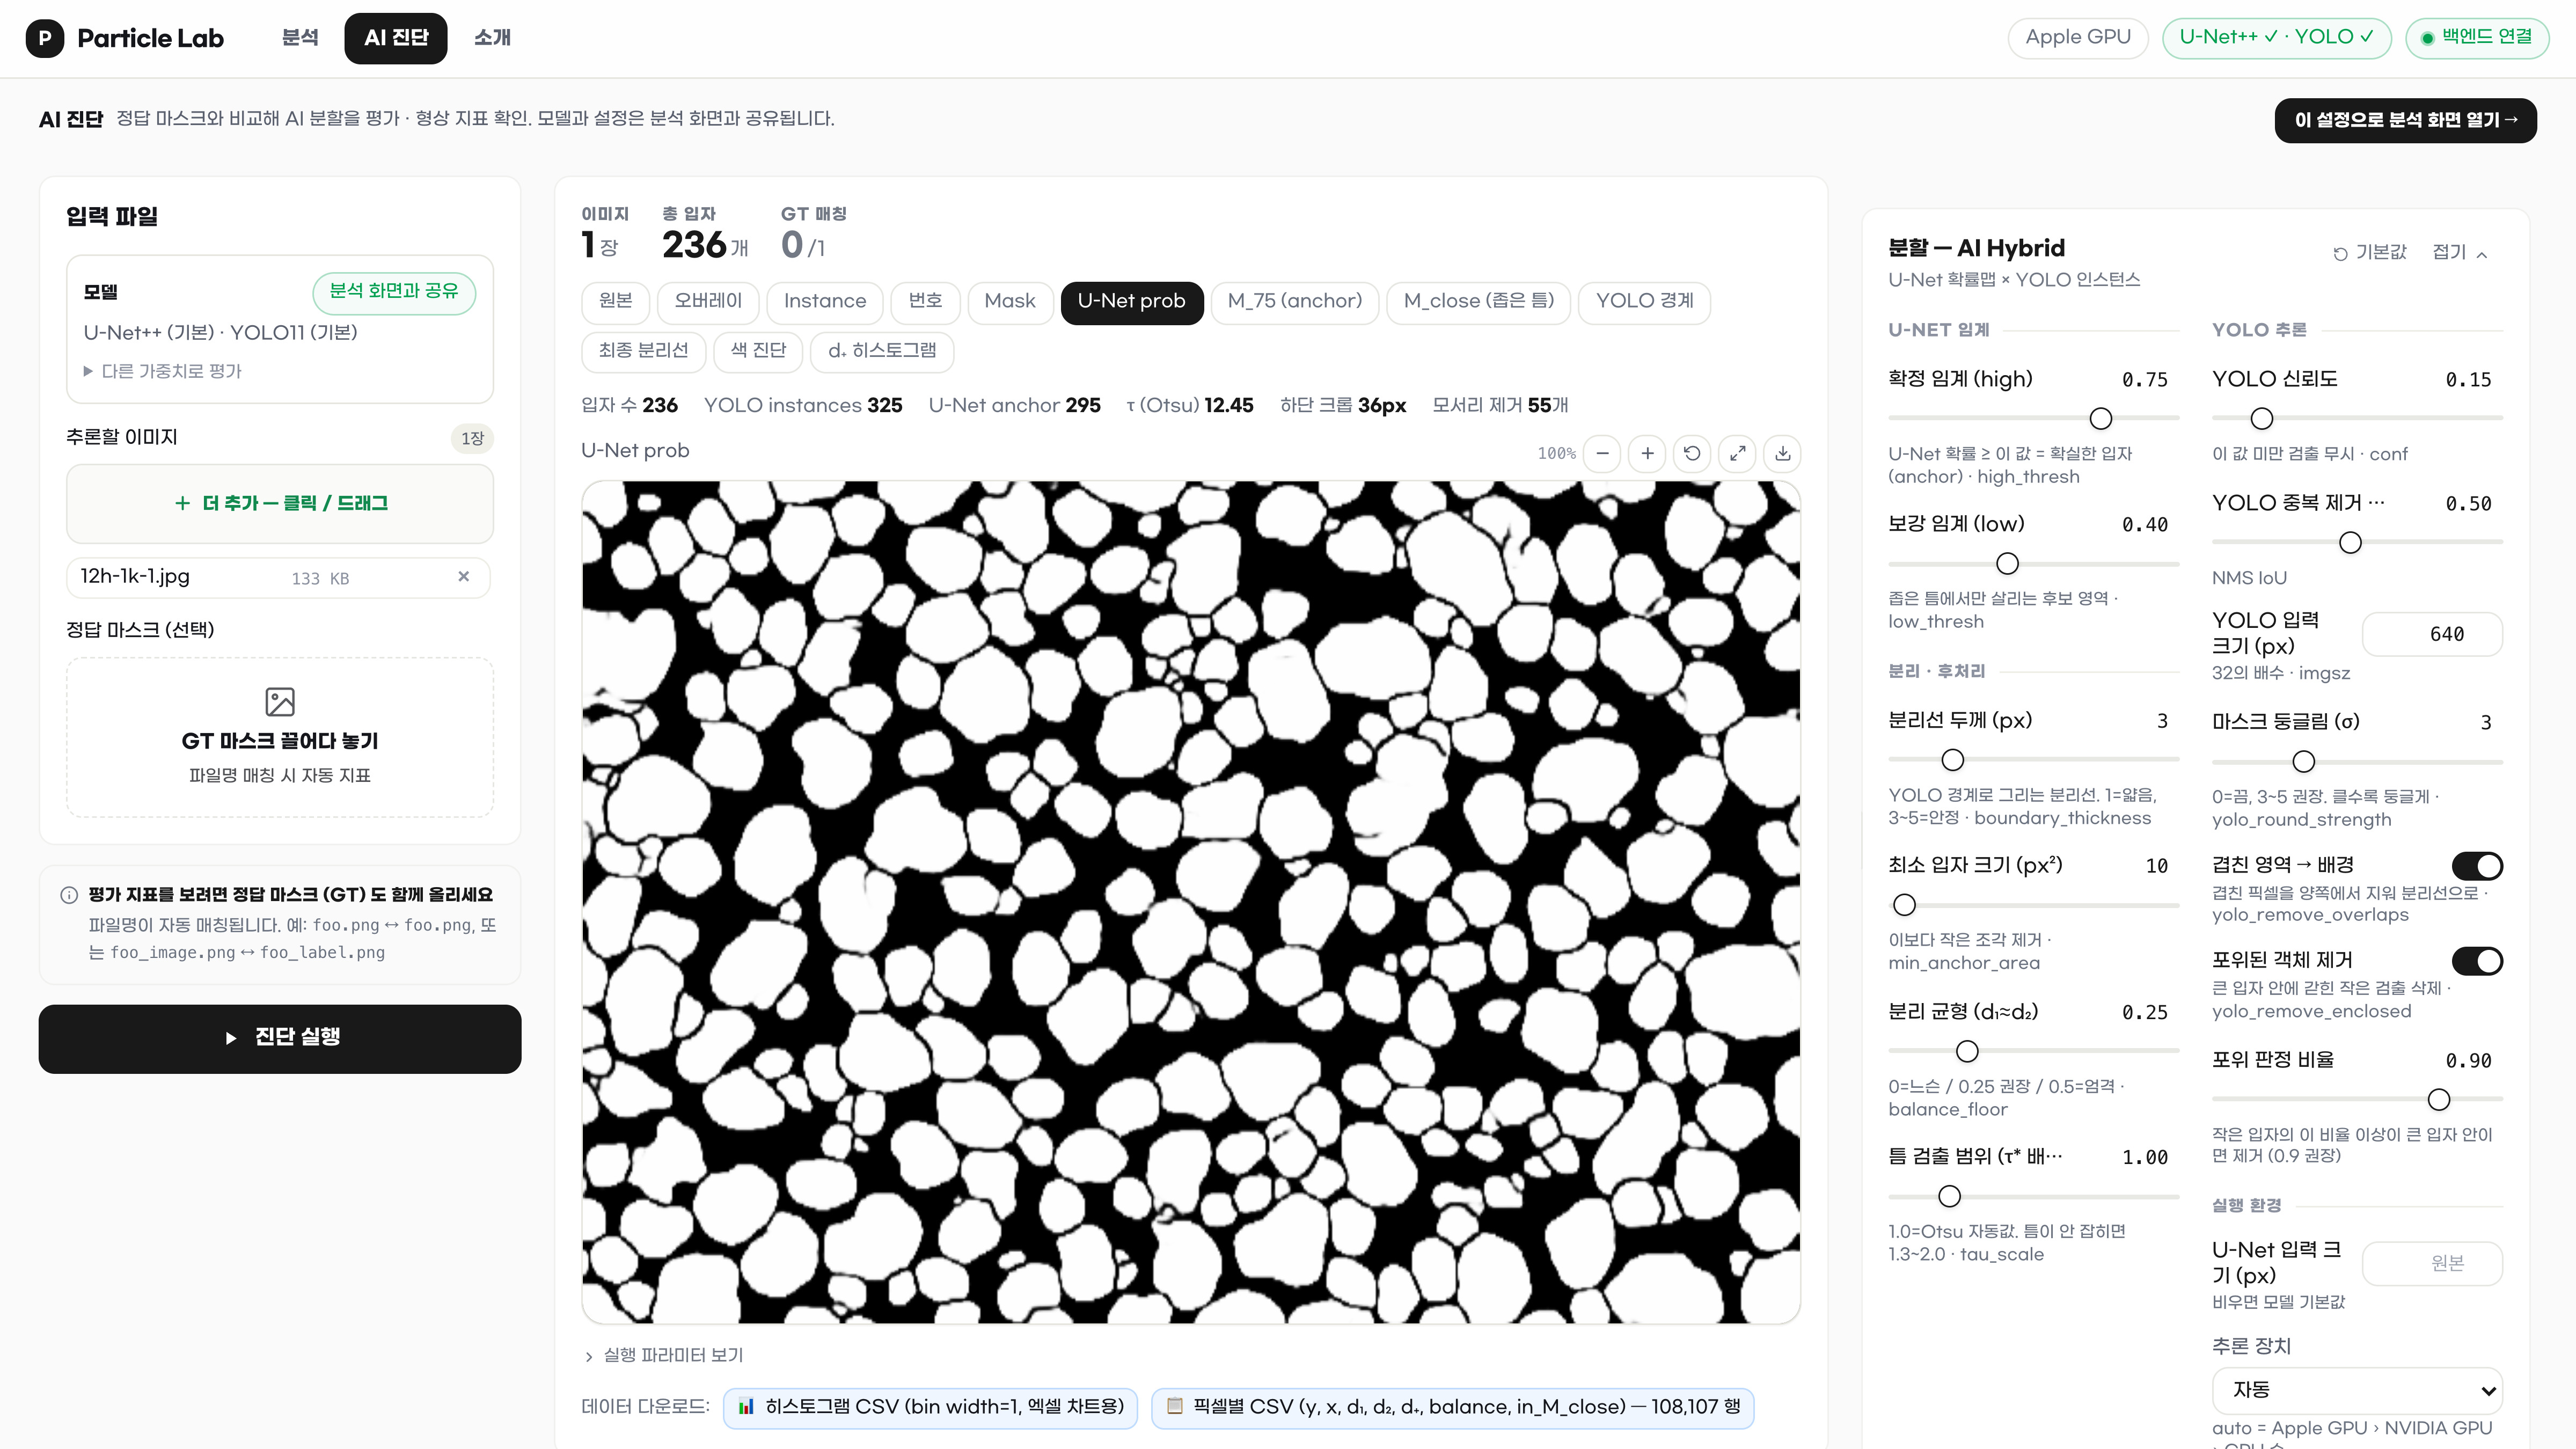 P Particle Lab 분석 AI 진단 소개 Apple GPU U-Net++ ✓ · YOLO ✓ 백엔드 연결
AI 진단 정답 마스크와 비교해 AI 분할을 평가 · 형상 지표 확인. 모델과 설정은 분석 화면과 공유됩니다. 이 설정으로 분석 화면 열기 →
입력 파일
모델 분석 화면과 공유
U-Net++ (기본) · YOLO11 (기본)
▶ 다른 가중치로 평가
추론할 이미지 1장
+ 더 추가 — 클릭 / 드래그
12h-1k-1.jpg 133 KB ×
정답 마스크 (선택)
GT 마스크 끌어다 놓기
파일명 매칭 시 자동 지표
평가 지표를 보려면 정답 마스크 (GT) 도 함께 올리세요
파일명이 자동 매칭됩니다. 예: foo.png ↔ foo.png, 또
는 foo_image.png ↔ foo_label.png
▶ 진단 실행
이미지 총 입자 GT 매칭
1 장 236 개 0 /1
원본 오버레이 Instance 번호 Mask U-Net prob M_75 (anchor) M_close (좁은 틈) YOLO 경계
최종 분리선 색 진단 d₊ 히스토그램
입자 수 236 YOLO instances 325 U-Net anchor 295 τ (Otsu) 12.45 하단 크롭 36px 모서리 제거 55개
U-Net prob 100%
실행 파라미터 보기
데이터 다운로드: 히스토그램 CSV (bin width=1, 엑셀 차트용) 픽셀별 CSV (y, x, d₁, d₂, d₊, balance, in_M_close) — 108,107 행
분할 — AI Hybrid 기본값 접기
U-Net 확률맵 × YOLO 인스턴스
U-NET 임계
확정 임계 (high) 0.75
U-Net 확률 ≥ 이 값 = 확실한 입자
(anchor) · high_thresh
보강 임계 (low) 0.40
좁은 틈에서만 살리는 후보 영역 ·
low_thresh
분리 · 후처리
분리선 두께 (px) 3
YOLO 경계로 그리는 분리선. 1=얇음,
3~5=안정 · boundary_thickness
최소 입자 크기 (px²) 10
이보다 작은 조각 제거 ·
min_anchor_area
분리 균형 (d₁≈d₂) 0.25
0=느슨 / 0.25 권장 / 0.5=엄격 ·
balance_floor
틈 검출 범위 (τ* 배⋯ 1.00
1.0=Otsu 자동값. 틈이 안 잡히면
1.3~2.0 · tau_scale
YOLO 추론
YOLO 신뢰도 0.15
이 값 미만 검출 무시 · conf
YOLO 중복 제거 ⋯ 0.50
NMS IoU
YOLO 입력
크기 (px) 640
32의 배수 · imgsz
마스크 둥글림 (σ) 3
0=끔, 3~5 권장. 클수록 둥글게 ·
yolo_round_strength
겹친 영역 → 배경
겹친 픽셀을 양쪽에서 지워 분리선으로 ·
yolo_remove_overlaps
포위된 객체 제거
큰 입자 안에 갇힌 작은 검출 삭제 ·
yolo_remove_enclosed
포위 판정 비율 0.90
작은 입자의 이 비율 이상이 큰 입자 안이
면 제거 (0.9 권장)
실행 환경
U-Net 입력 크
기 (px) 원본
비우면 모델 기본값
추론 장치
자동
auto = Apple GPU › NVIDIA GPU